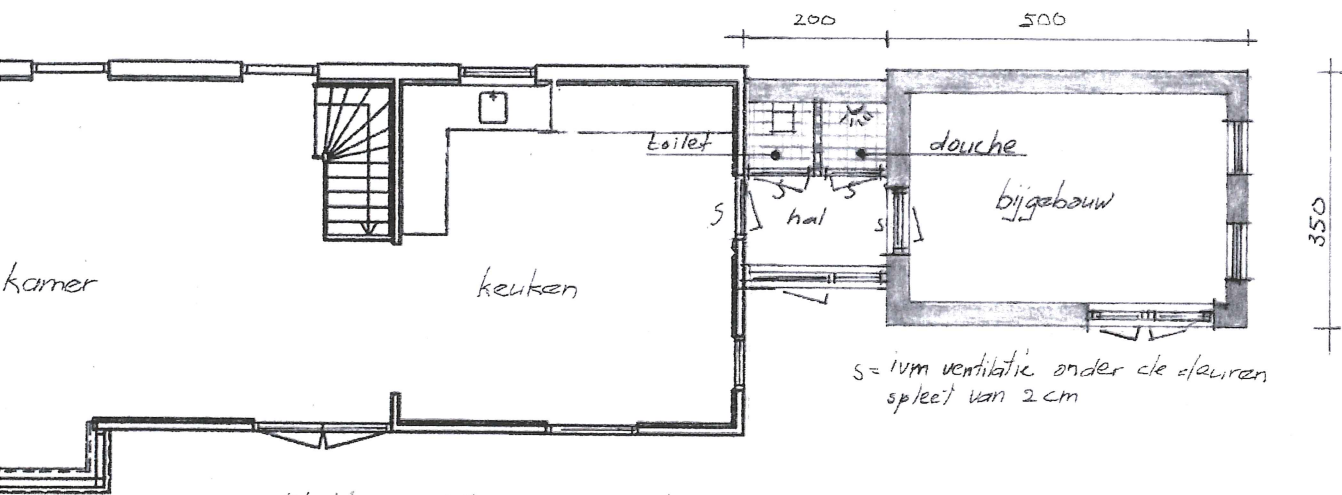 200
500
toilet
douche
S
S
S
hal
S
bijgebouw
350
kamer
keuken
S = ivm ventilatie onder de deuren
spleet van 2 cm